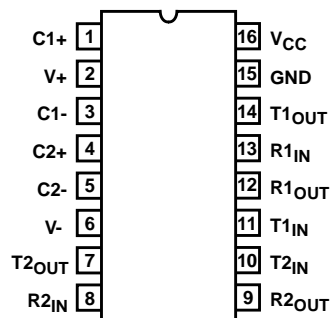 C1+ 1 16 VCC
V+ 2 15 GND
C1- 3 14 T1OUT
C2+ 4 13 R1IN
C2- 5 12 R1OUT
V- 6 11 T1IN
T2OUT 7 10 T2IN
R2IN 8 9 R2OUT